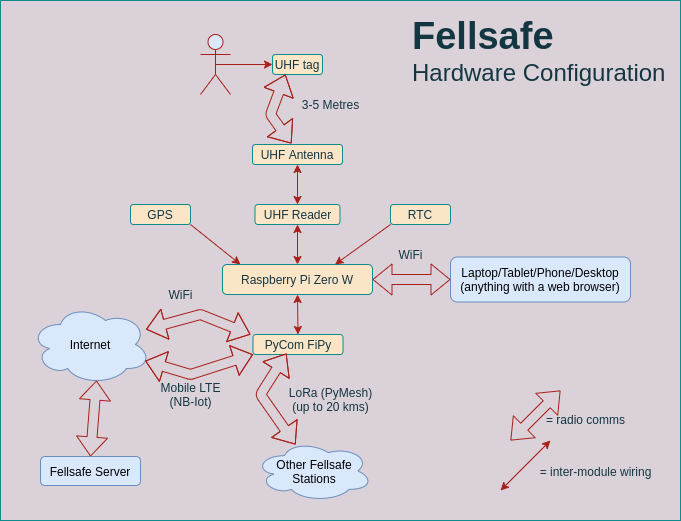 Fellsafe
Hardware Configuration
UHF tag
3-5 Metres
UHF Antenna
GPS
UHF Reader
RTC
WiFi
Raspberry Pi Zero W
Laptop/Tablet/Phone/Desktop
(anything with a web browser)
WiFi
Internet
PyCom FiPy
Mobile LTE
(NB-Iot)
LoRa (PyMesh)
(up to 20 kms)
= radio comms
Fellsafe Server
Other Fellsafe
Stations
= inter-module wiring